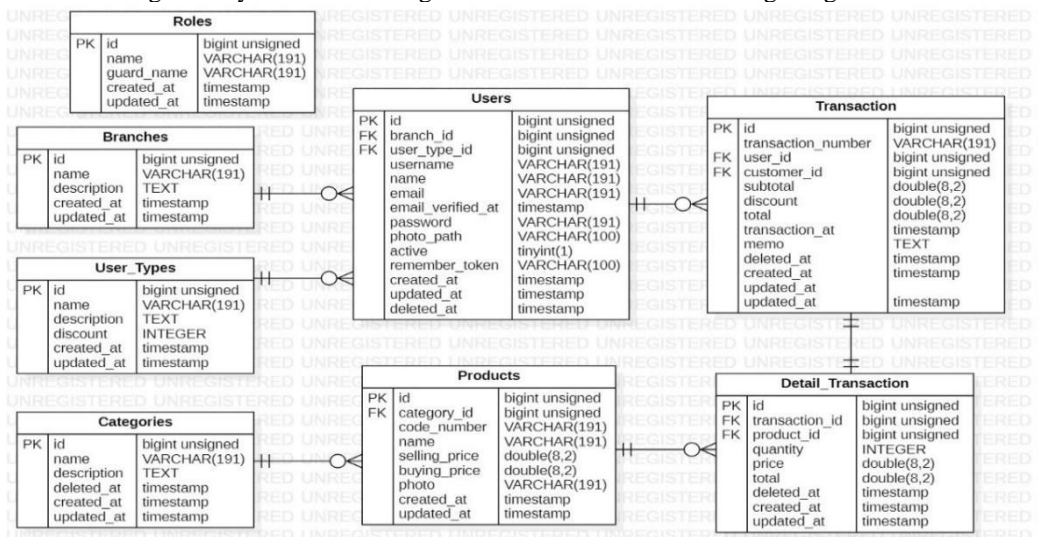 Roles
PK id bigint unsigned
name VARCHAR(191)
guard_name VARCHAR(191)
created_at timestamp
updated_at timestamp
Branches
PK id bigint unsigned
name VARCHAR(191)
description TEXT
created_at timestamp
updated_at timestamp
User_Types
PK id bigint unsigned
name VARCHAR(191)
description TEXT
discount INTEGER
created_at timestamp
updated_at timestamp
Categories
PK id bigint unsigned
name VARCHAR(191)
description TEXT
deleted_at timestamp
created_at timestamp
updated_at timestamp
Users
PK id bigint unsigned
FK branch_id bigint unsigned
FK user_type_id bigint unsigned
username VARCHAR(191)
name VARCHAR(191)
email VARCHAR(191)
email_verified_at timestamp
password VARCHAR(191)
photo_path VARCHAR(100)
active tinyint(1)
remember_token VARCHAR(100)
created_at timestamp
updated_at timestamp
deleted_at timestamp
Products
PK id bigint unsigned
FK category_id bigint unsigned
code_number VARCHAR(191)
name VARCHAR(191)
selling_price double(8,2)
buying_price double(8,2)
photo VARCHAR(191)
created_at timestamp
updated_at timestamp
Transaction
PK id bigint unsigned
transaction_number VARCHAR(191)
FK user_id bigint unsigned
FK customer_id bigint unsigned
subtotal double(8,2)
discount double(8,2)
total double(8,2)
transaction_at timestamp
memo TEXT
deleted_at timestamp
created_at timestamp
updated_at
updated_at timestamp
Detail_Transaction
PK id bigint unsigned
FK transaction_id bigint unsigned
FK product_id bigint unsigned
quantity INTEGER
price double(8,2)
total double(8,2)
deleted_at timestamp
created_at timestamp
updated_at timestamp